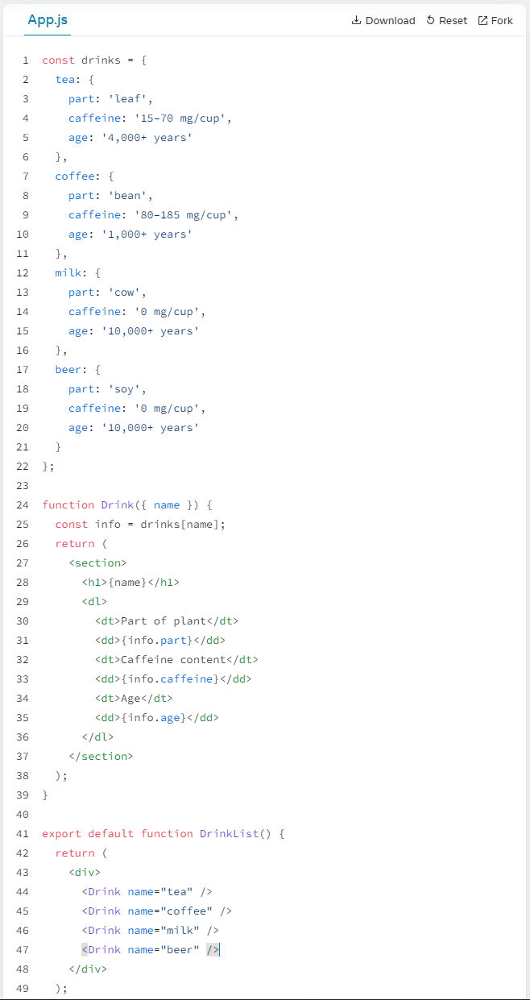 App.js Download Reset Fork
1 const drinks = {
2   tea: {
3     part: 'leaf',
4     caffeine: '15–70 mg/cup',
5     age: '4,000+ years'
6   },
7   coffee: {
8     part: 'bean',
9     caffeine: '80–185 mg/cup',
10     age: '1,000+ years'
11   },
12   milk: {
13     part: 'cow',
14     caffeine: '0 mg/cup',
15     age: '10,000+ years'
16   },
17   beer: {
18     part: 'soy',
19     caffeine: '0 mg/cup',
20     age: '10,000+ years'
21   }
22 };
23
24 function Drink({ name }) {
25   const info = drinks[name];
26   return (
27     <section>
28       <h1>{name}</h1>
29       <dl>
30         <dt>Part of plant</dt>
31         <dd>{info.part}</dd>
32         <dt>Caffeine content</dt>
33         <dd>{info.caffeine}</dd>
34         <dt>Age</dt>
35         <dd>{info.age}</dd>
36       </dl>
37     </section>
38   );
39 }
40
41 export default function DrinkList() {
42   return (
43     <div>
44       <Drink name="tea" />
45       <Drink name="coffee" />
46       <Drink name="milk" />
47       <Drink name="beer" />
48     </div>
49   );